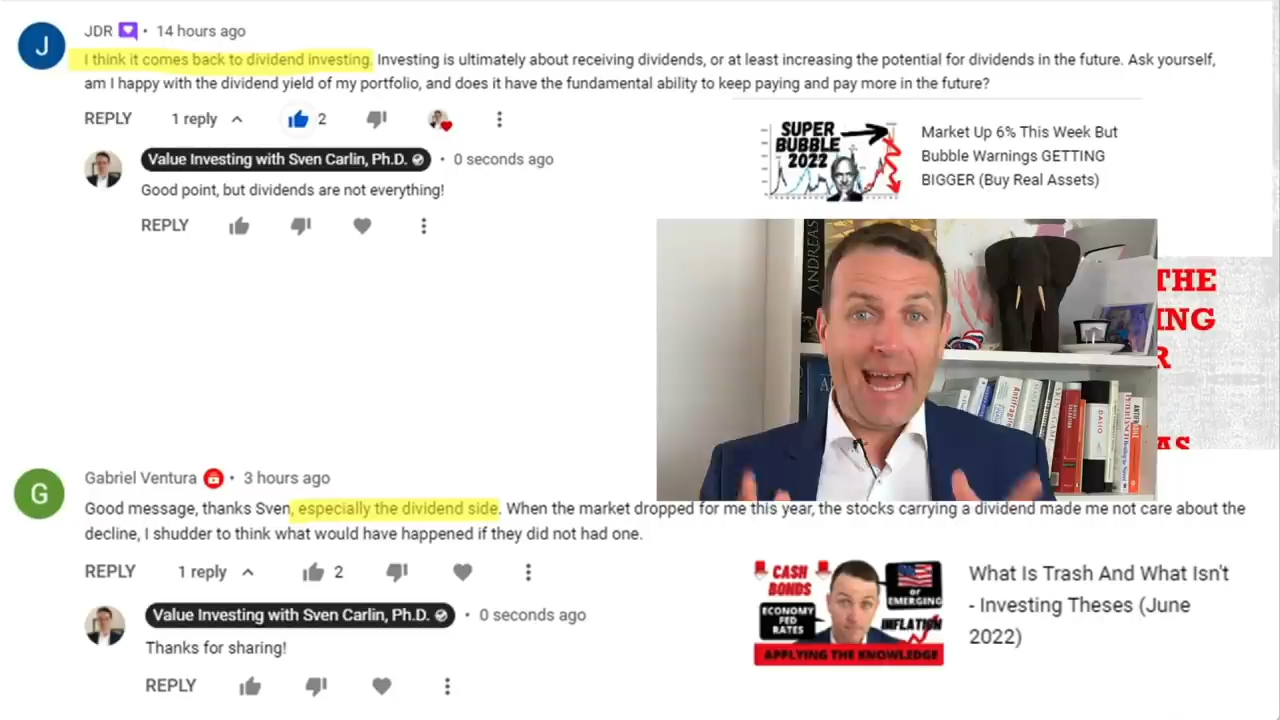 J
JDR • 14 hours ago
I think it comes back to dividend investing. Investing is ultimately about receiving dividends, or at least increasing the potential for dividends in the future. Ask yourself,
am I happy with the dividend yield of my portfolio, and does it have the fundamental ability to keep paying and pay more in the future?
REPLY 1 reply 2
Value Investing with Sven Carlin, Ph.D. • 0 seconds ago
Good point, but dividends are not everything!
REPLY
SUPER
BUBBLE
2022
Market Up 6% This Week But
Bubble Warnings GETTING
BIGGER (Buy Real Assets)
ANDREAS
THE
ING
R
AS
Antifragile
DALIO
G
Gabriel Ventura • 3 hours ago
Good message, thanks Sven, especially the dividend side. When the market dropped for me this year, the stocks carrying a dividend made me not care about the
decline, I shudder to think what would have happened if they did not had one.
REPLY 1 reply 2
Value Investing with Sven Carlin, Ph.D. • 0 seconds ago
Thanks for sharing!
REPLY
CASH
BONDS
ECONOMY
FED
RATES
or
EMERGING
INFLATION
APPLYING THE KNOWLEDGE
What Is Trash And What Isn't
- Investing Theses (June
2022)